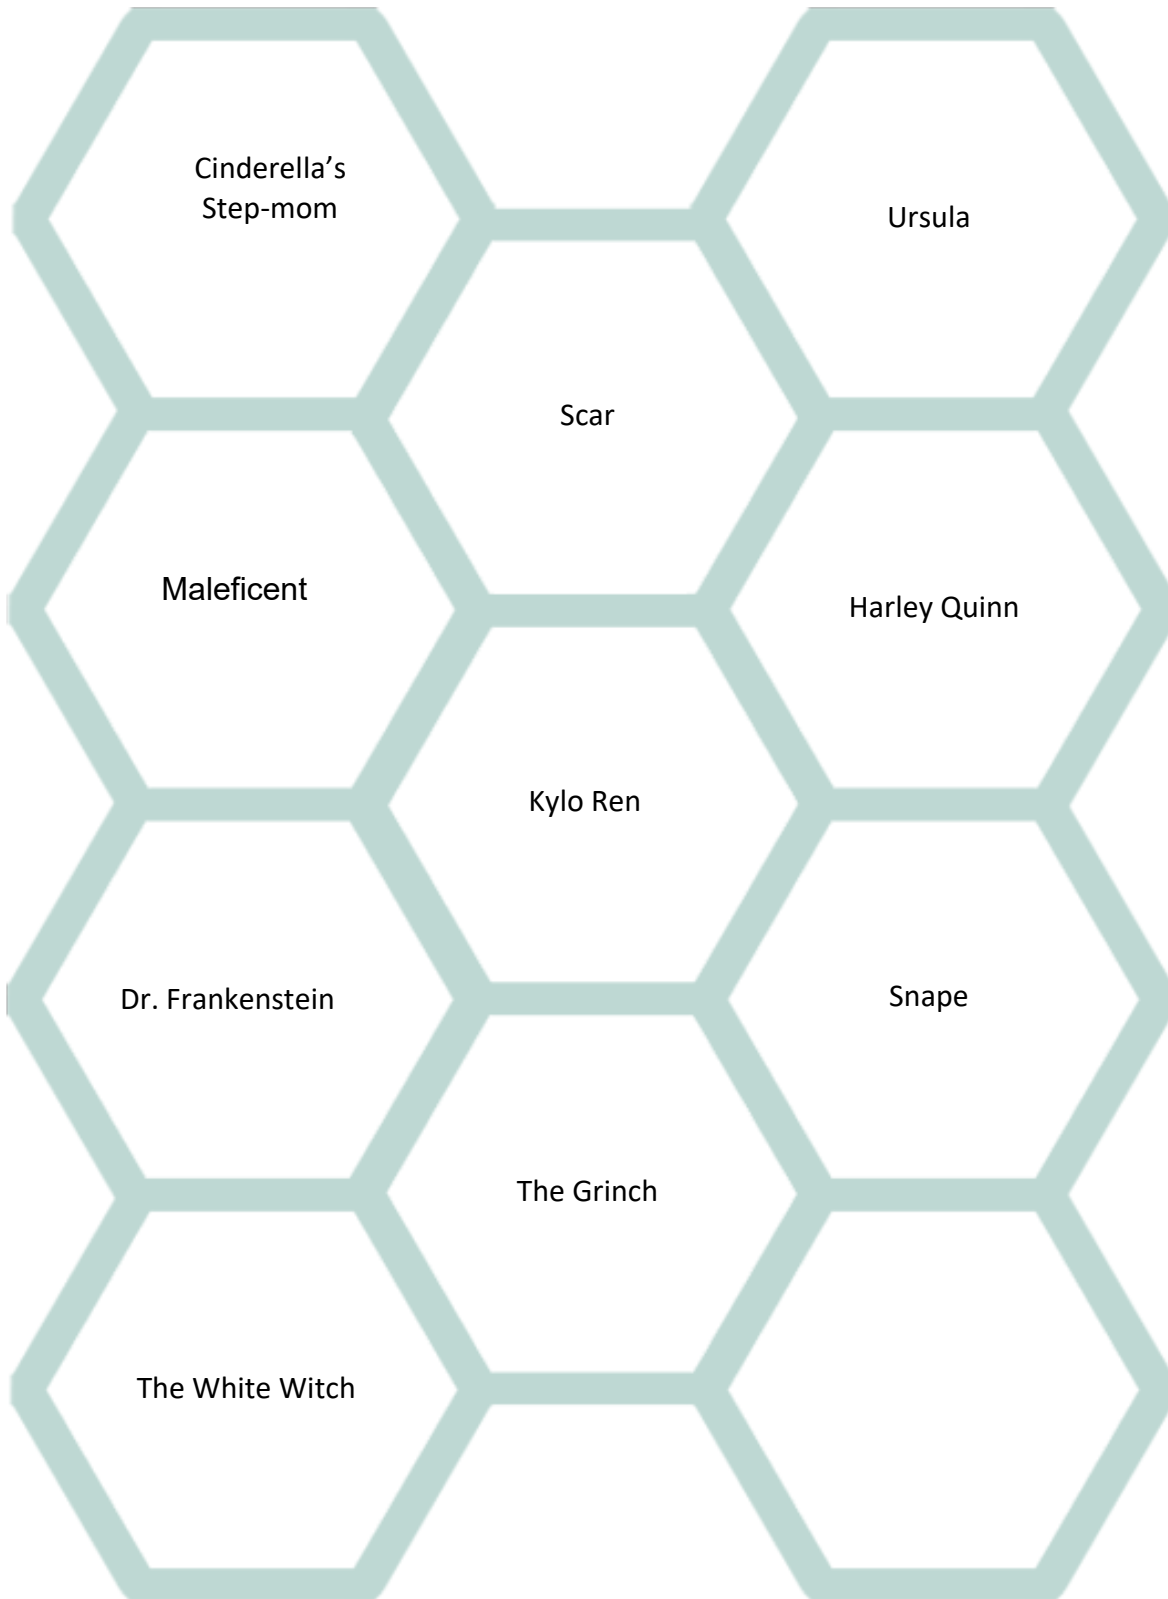 Cinderella’s
Step-mom
Ursula
Scar
Maleficent
Harley Quinn
Kylo Ren
Dr. Frankenstein
Snape
The Grinch
The White Witch